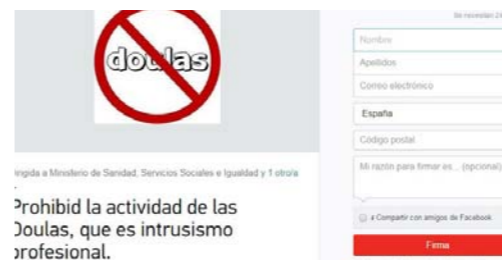 doulas
Dirigida a Ministerio de Sanidad, Servicios Sociales e Igualdad y 1 otro/a
Prohibid la actividad de las
Doulas, que es intrusismo
profesional.
Se necesitan
Nombre
Apellidos
Correo electrónico
España
Código postal
Mi razón para firmar es... (opcional)
Compartir con amigos de Facebook
Firma